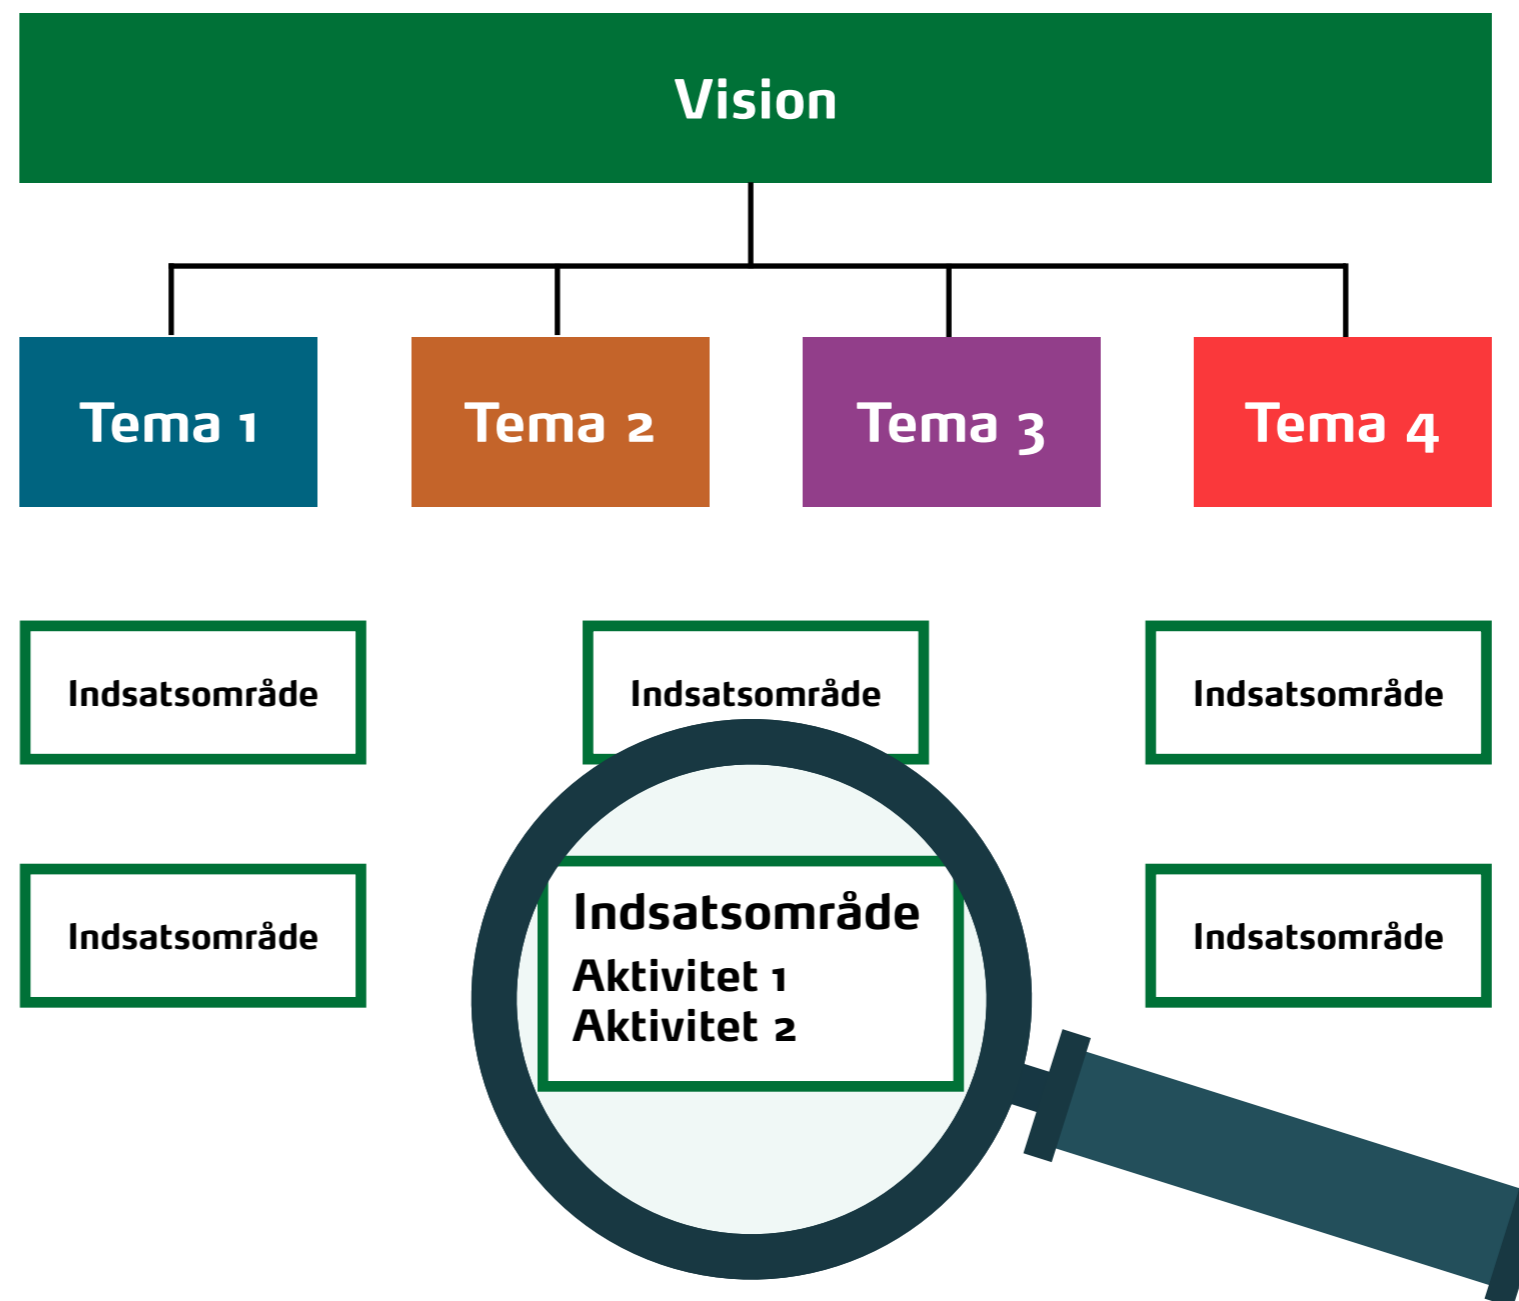 Vision
Tema 1
Tema 2
Tema 3
Tema 4
Indsatsområde
Indsatsområde
Indsatsområde
Indsatsområde
Indsatsområde
Aktivitet 1
Aktivitet 2
Indsatsområde